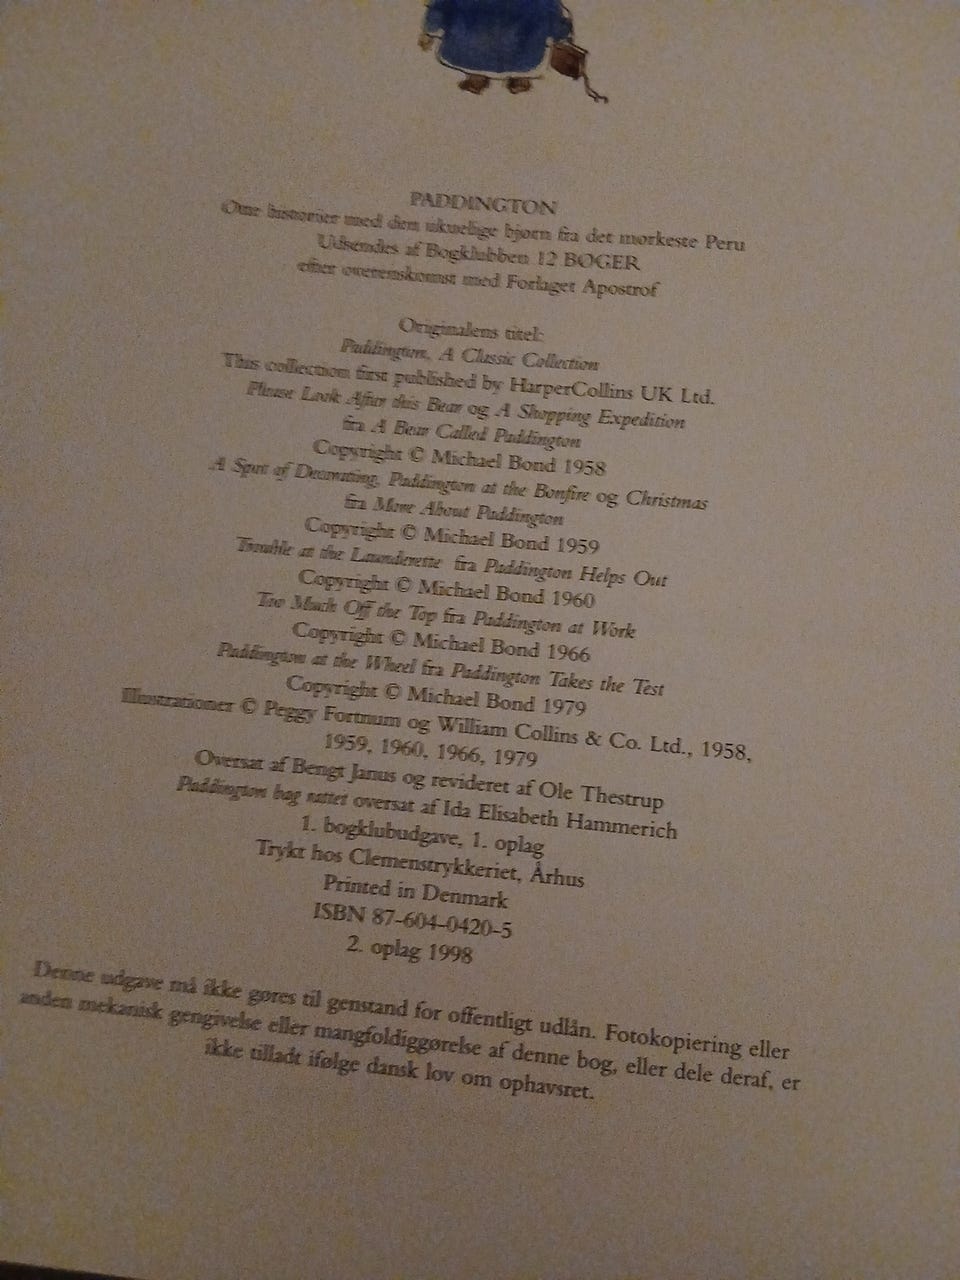 PADDINGTON
Otte historier med den ukuelige bjørn fra det mørkeste Peru
Udsendes af Bogklubben 12 BØGER
efter overenskomst med Forlaget Apostrof
Originalens titel:
Paddington, A Classic Collection
This collection first published by HarperCollins UK Ltd.
Please Look After this Bear og A Shopping Expedition
fra A Bear Called Paddington
Copyright © Michael Bond 1958
A Spot of Decorating, Paddington at the Bonfire og Christmas
fra More About Paddington
Copyright © Michael Bond 1959
Trouble at the Launderette fra Paddington Helps Out
Copyright © Michael Bond 1960
Too Much Off the Top fra Paddington at Work
Copyright © Michael Bond 1966
Paddington at the Wheel fra Paddington Takes the Test
Copyright © Michael Bond 1979
Illustrationer © Peggy Fortnum og William Collins & Co. Ltd., 1958,
1959, 1960, 1966, 1979
Oversat af Bengt Janus og revideret af Ole Thestrup
Paddington bag rattet oversat af Ida Elisabeth Hammerich
1. bogklubudgave, 1. oplag
Trykt hos Clemenstrykkeriet, Århus
Printed in Denmark
ISBN 87-604-0420-5
2. oplag 1998
Denne udgave må ikke gøres til genstand for offentligt udlån. Fotokopiering eller
anden mekanisk gengivelse eller mangfoldiggørelse af denne bog, eller dele deraf, er
ikke tilladt ifølge dansk lov om ophavsret.